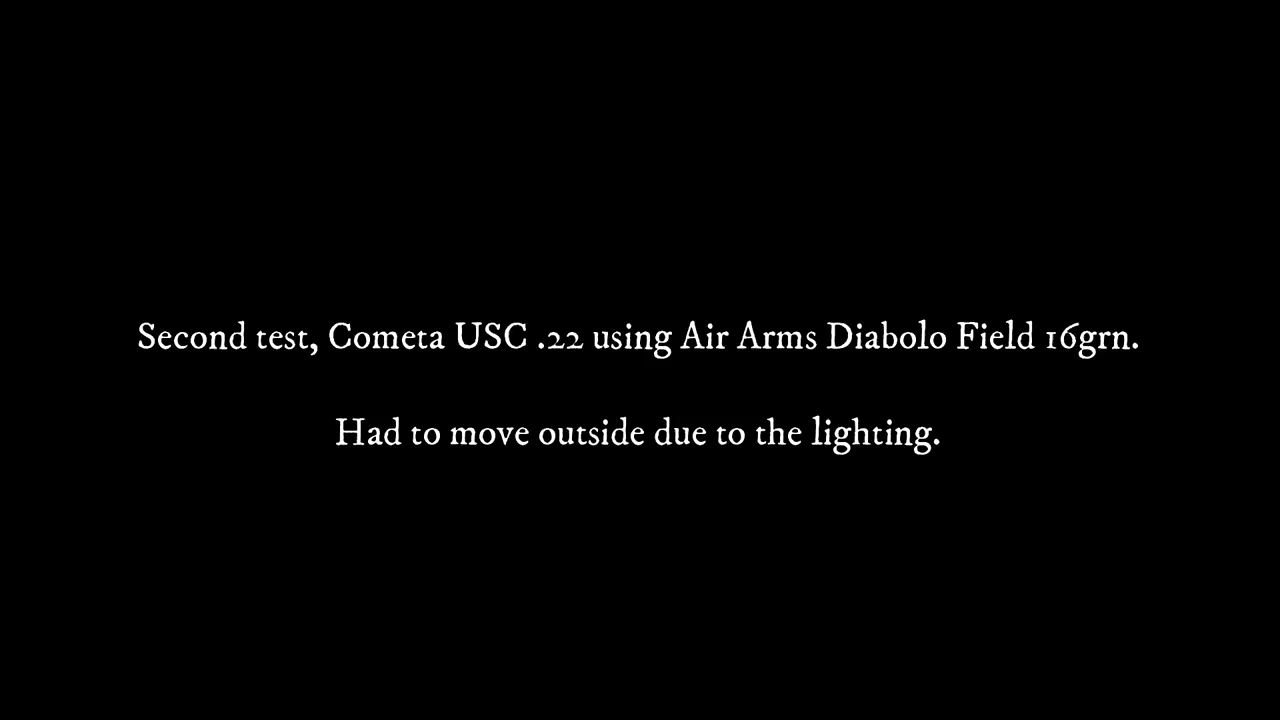 Second test, Cometa USC .22 using Air Arms Diabolo Field 16grn.
Had to move outside due to the lighting.